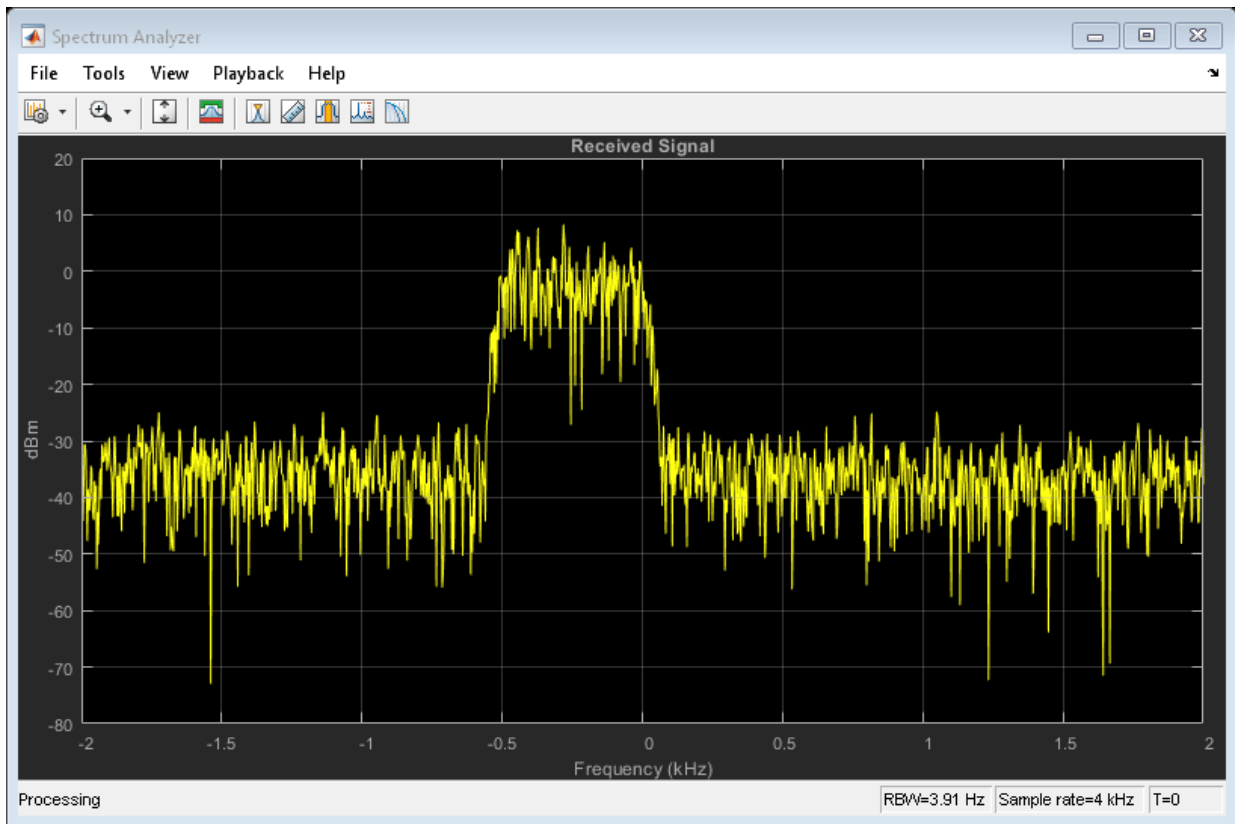 Spectrum Analyzer
File Tools View Playback Help
Received Signal
20
10
0
-10
-20
-30
-40
-50
-60
-70
-80
dBm
-2 -1.5 -1 -0.5 0 0.5 1 1.5 2
Frequency (kHz)
Processing RBW=3.91 Hz Sample rate=4 kHz T=0